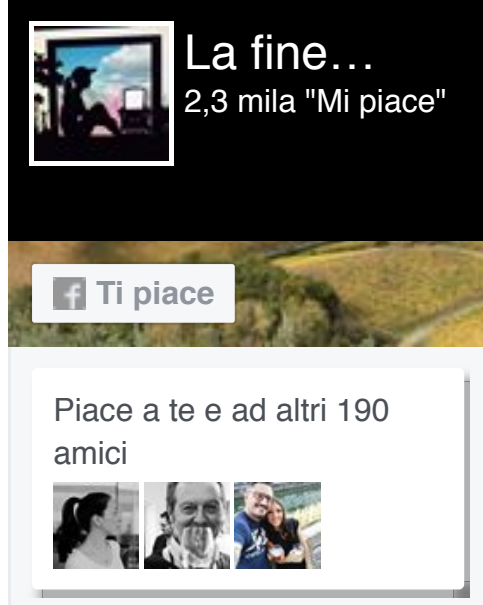 La fine…
2,3 mila "Mi piace"
Ti piace
Piace a te e ad altri 190
amici